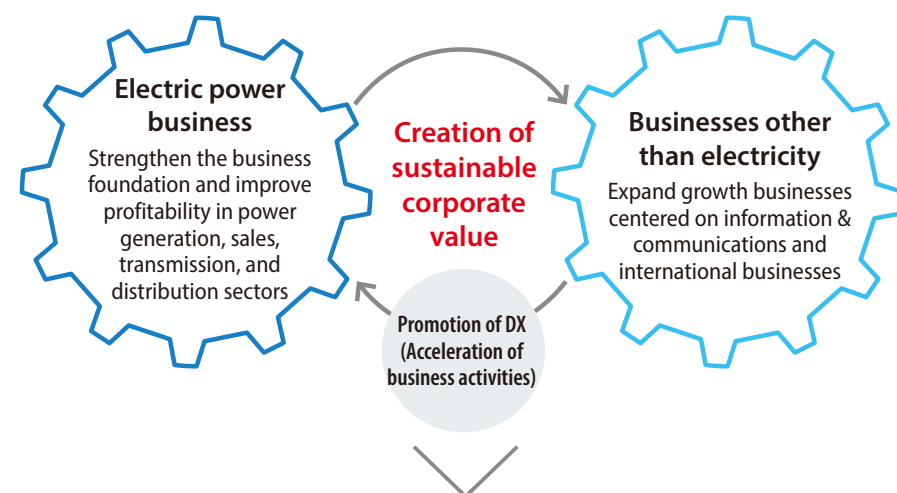 Electric power
business
Strengthen the business
foundation and improve
profitability in power
generation, sales,
transmission, and
distribution sectors
Creation of
sustainable
corporate
value
Promotion of DX
(Acceleration of
business activities)
Businesses other
than electricity
Expand growth businesses
centered on information &
communications and
international businesses